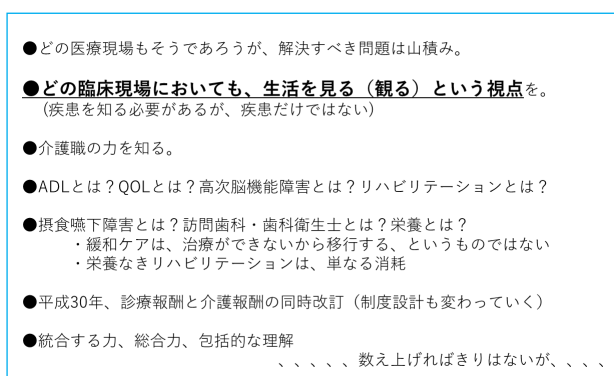 ●どの医療現場もそうであろうが、解決すべき問題は山積み。
●どの臨床現場においても、生活を見る（観る）という視点を。
（疾患を知る必要があるが、疾患だけではない）
●介護職の力を知る。
●ADLとは？QOLとは？高次脳機能障害とは？リハビリテーションとは？
●摂食嚥下障害とは？訪問歯科・歯科衛生士とは？栄養とは？
・緩和ケアは、治療ができないから移行する、というものではない
・栄養なきリハビリテーションは、単なる消耗
●平成30年、診療報酬と介護報酬の同時改訂（制度設計も変わっていく）
●統合する力、総合力、包括的な理解
、、、、、数え上げればきりはないが、、、、